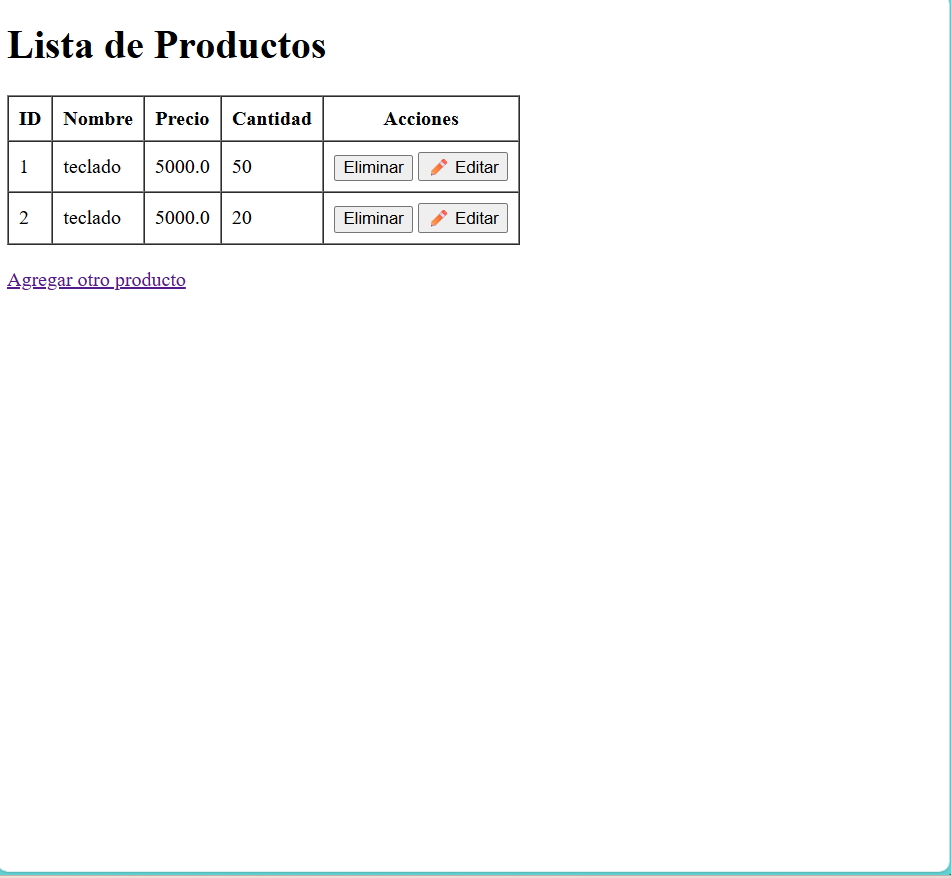 Lista de Productos
ID Nombre Precio Cantidad Acciones
1 teclado 5000.0 50 Eliminar Editar
2 teclado 5000.0 20 Eliminar Editar
Agregar otro producto